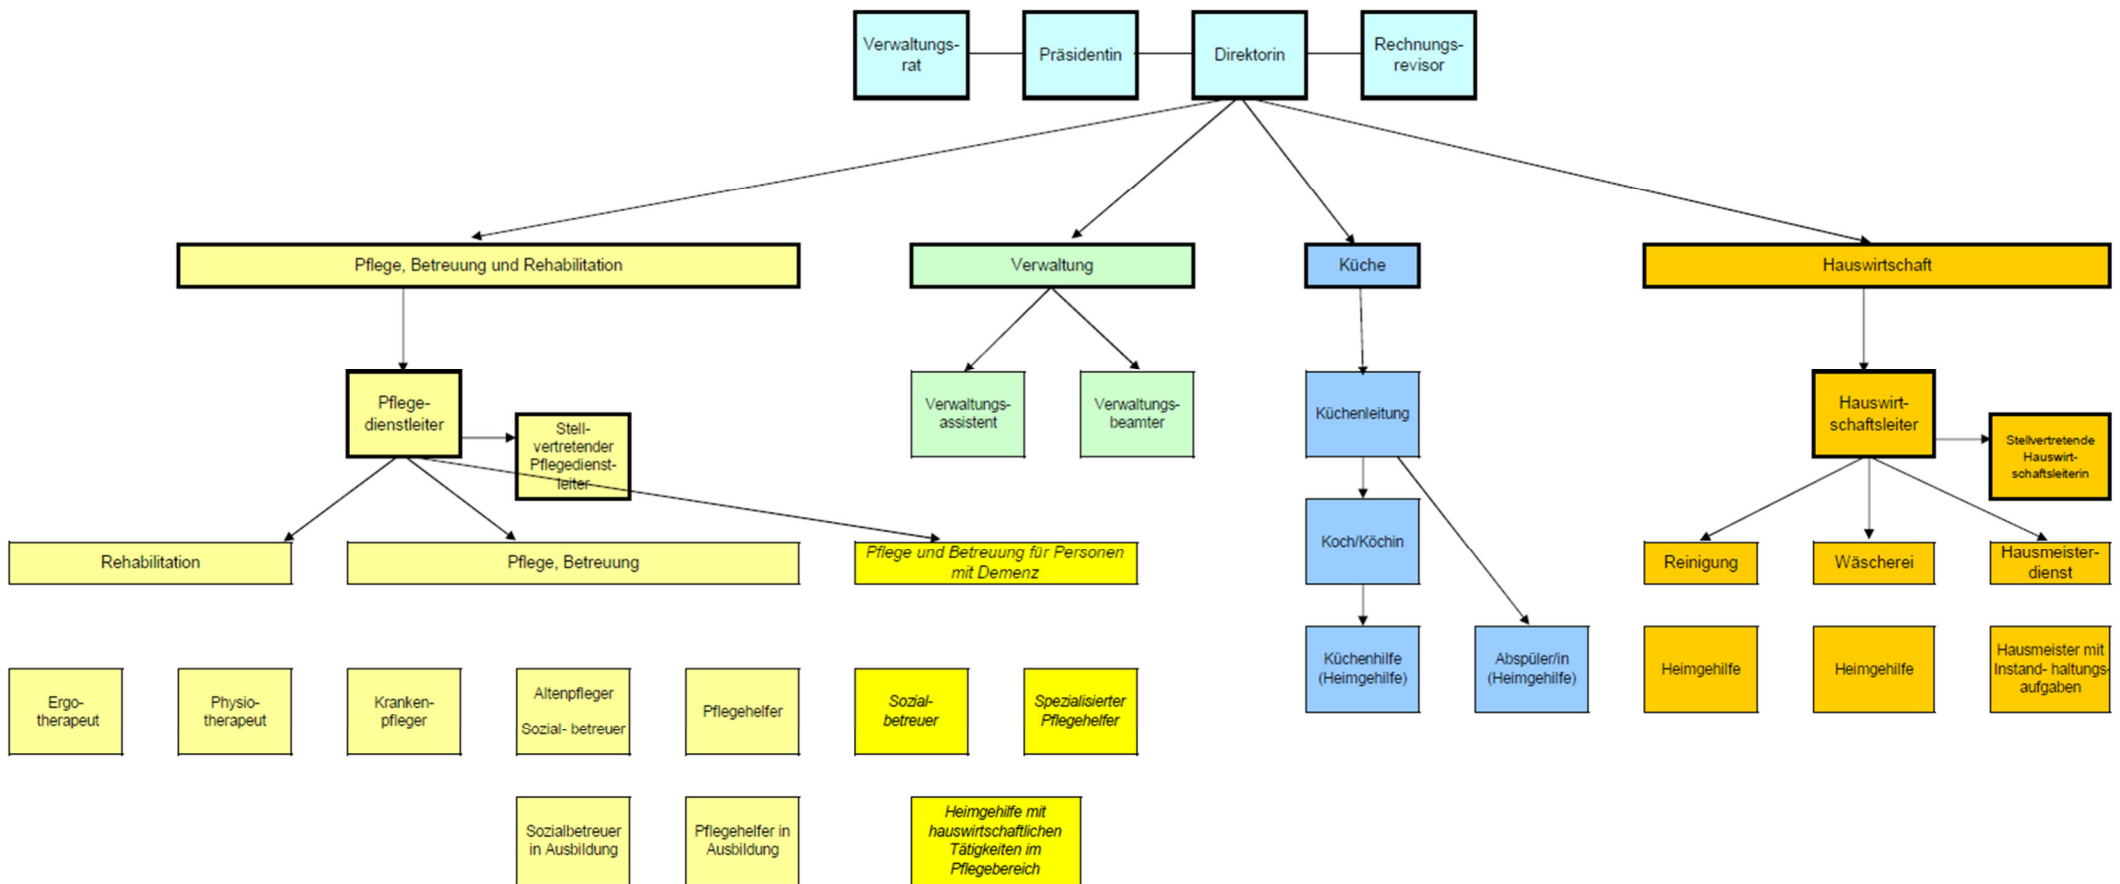 Verwaltungs-
rat
Präsidentin
Direktorin
Rechnungs-
revisor
Pflege, Betreuung und Rehabilitation
Verwaltung
Küche
Hauswirtschaft
Pflege-
dienstleiter
Stell-
vertretender
Pflegedienst-
leiter
Verwaltungs-
assistent
Verwaltungs-
beamter
Küchenleitung
Hauswirt-
schaftsleiter
Stellvertretende
Hauswirt-
schaftsleiterin
Rehabilitation
Pflege, Betreuung
Pflege und Betreuung für Personen
mit Demenz
Koch/Köchin
Reinigung
Wäscherei
Hausmeister-
dienst
Ergo-
therapeut
Physio-
therapeut
Kranken-
pfleger
Altenpfleger
Sozial- betreuer
Pflegehelfer
Sozial-
betreuer
Spezialisierter
Pflegehelfer
Küchenhilfe
(Heimgehilfe)
Abspüler/in
(Heimgehilfe)
Heimgehilfe
Heimgehilfe
Hausmeister mit
Instand- haltungs-
aufgaben
Sozialbetreuer
in Ausbildung
Pflegehelfer in
Ausbildung
Heimgehilfe mit
hauswirtschaftlichen
Tätigkeiten im
Pflegebereich